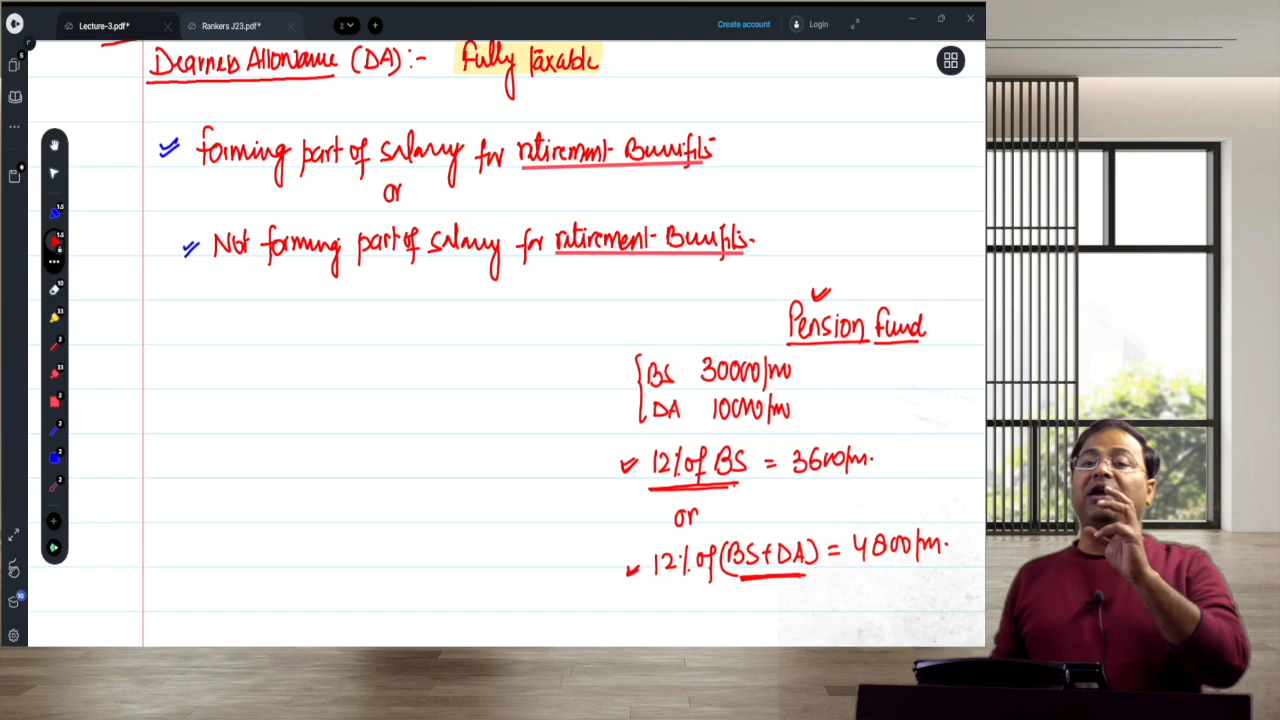 Lecture-3.pdf*
Rankers J23.pdf*
2
Create account
Login
Dearness Allowance (DA):- Fully Taxable
forming part of salary for retirement Benefits
or
Not forming part of salary for retirement Benefits.
Pension Fund
BS 30000/m
DA 10000/m
12% of BS = 3600/m.
or
12% of (BS+DA) = 4800/m.